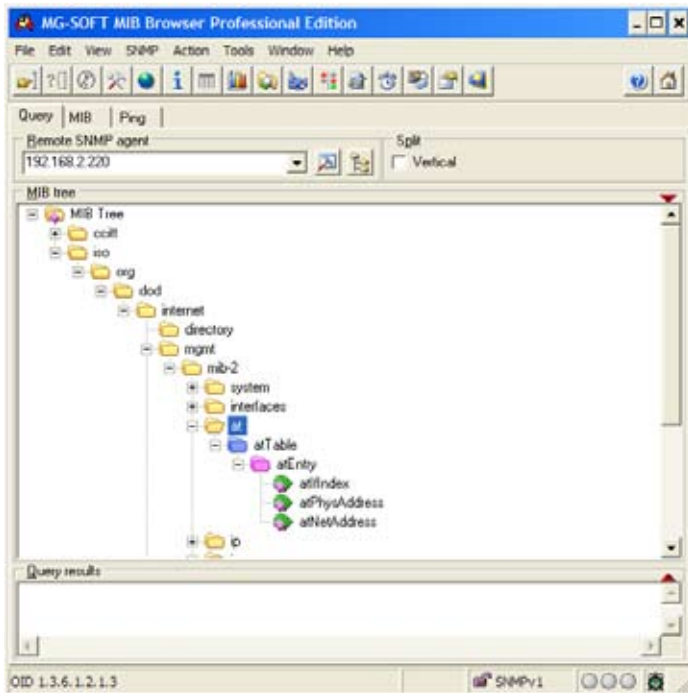 MG-SOFT MIB Browser Professional Edition
File Edit View SNMP Action Tools Window Help
Query MIB Ping
Remote SNMP agent Split
192.168.2.220 Vertical
MIB tree
MIB Tree
ccitt
iso
org
dod
internet
directory
mgmt
mib-2
system
interfaces
at
atTable
atEntry
atIfIndex
atPhysAddress
atNetAddress
ip
Query results
OID 1.3.6.1.2.1.3 SNMPv1